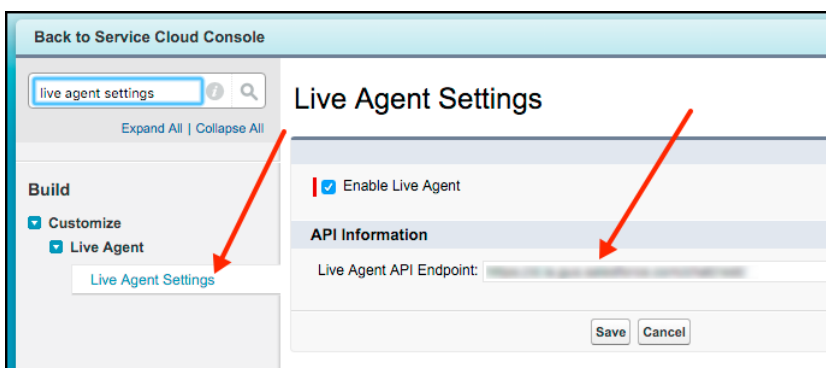 Back to Service Cloud Console
live agent settings
Expand All | Collapse All
Build
Customize
Live Agent
Live Agent Settings
Live Agent Settings
Enable Live Agent
API Information
Live Agent API Endpoint:
Save Cancel